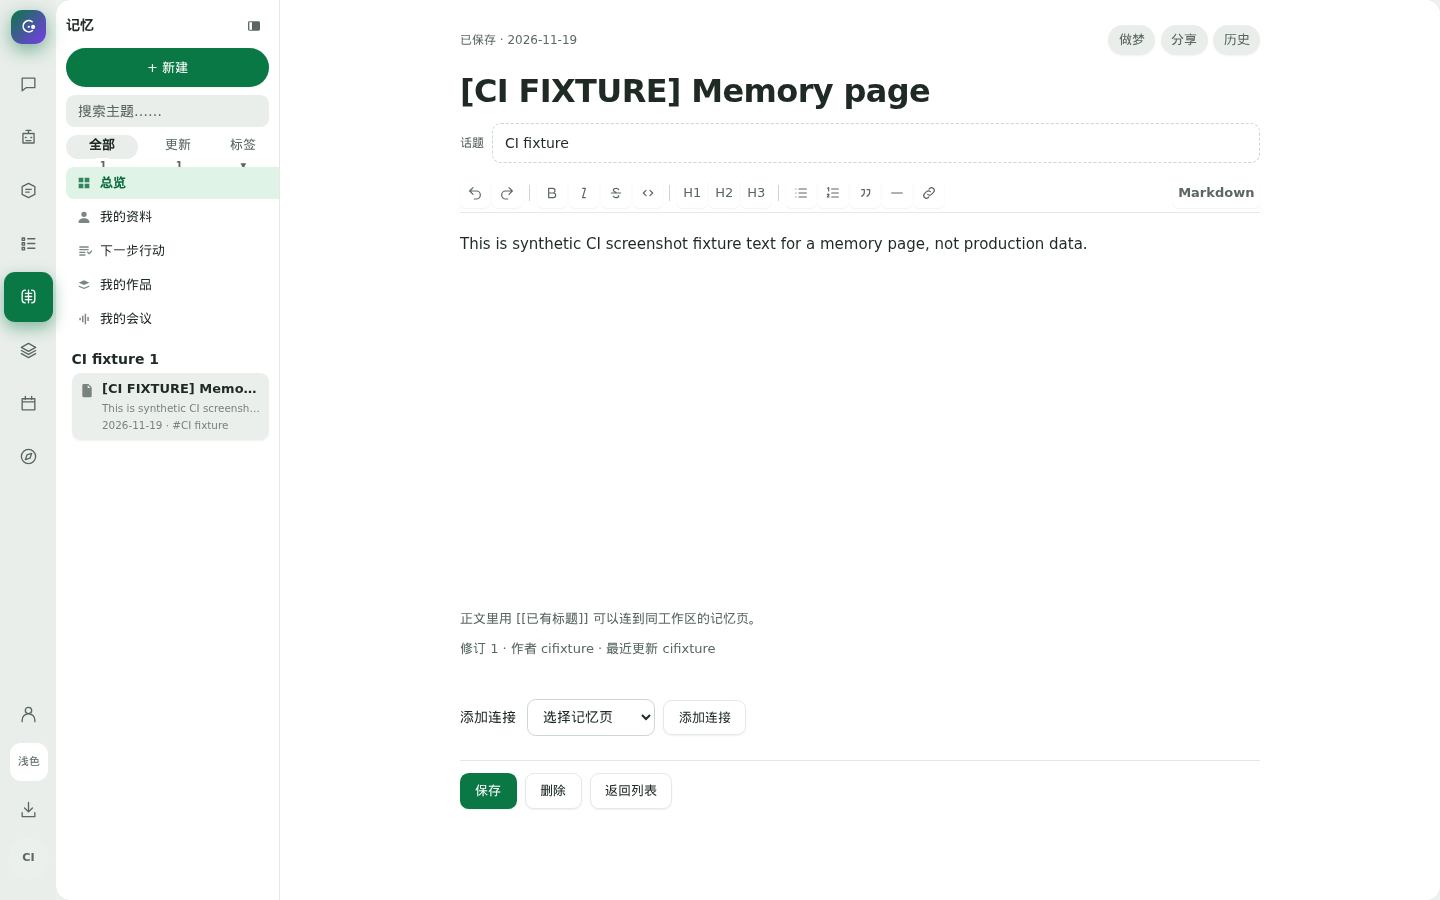 记忆
+ 新建
搜索主题……
全部 更新 标签
1 1 ▾
总览
我的资料
下一步行动
我的作品
我的会议
CI fixture 1
[CI FIXTURE] Memo…
This is synthetic CI screensh…
2026-11-19 · #CI fixture
浅色
CI
已保存 · 2026-11-19
做梦 分享 历史
[CI FIXTURE] Memory page
话题 CI fixture
B I S H1 H2 H3 Markdown
This is synthetic CI screenshot fixture text for a memory page, not production data.
正文里用 [[已有标题]] 可以连到同工作区的记忆页。
修订 1 · 作者 cifixture · 最近更新 cifixture
添加连接 选择记忆页 添加连接
保存 删除 返回列表